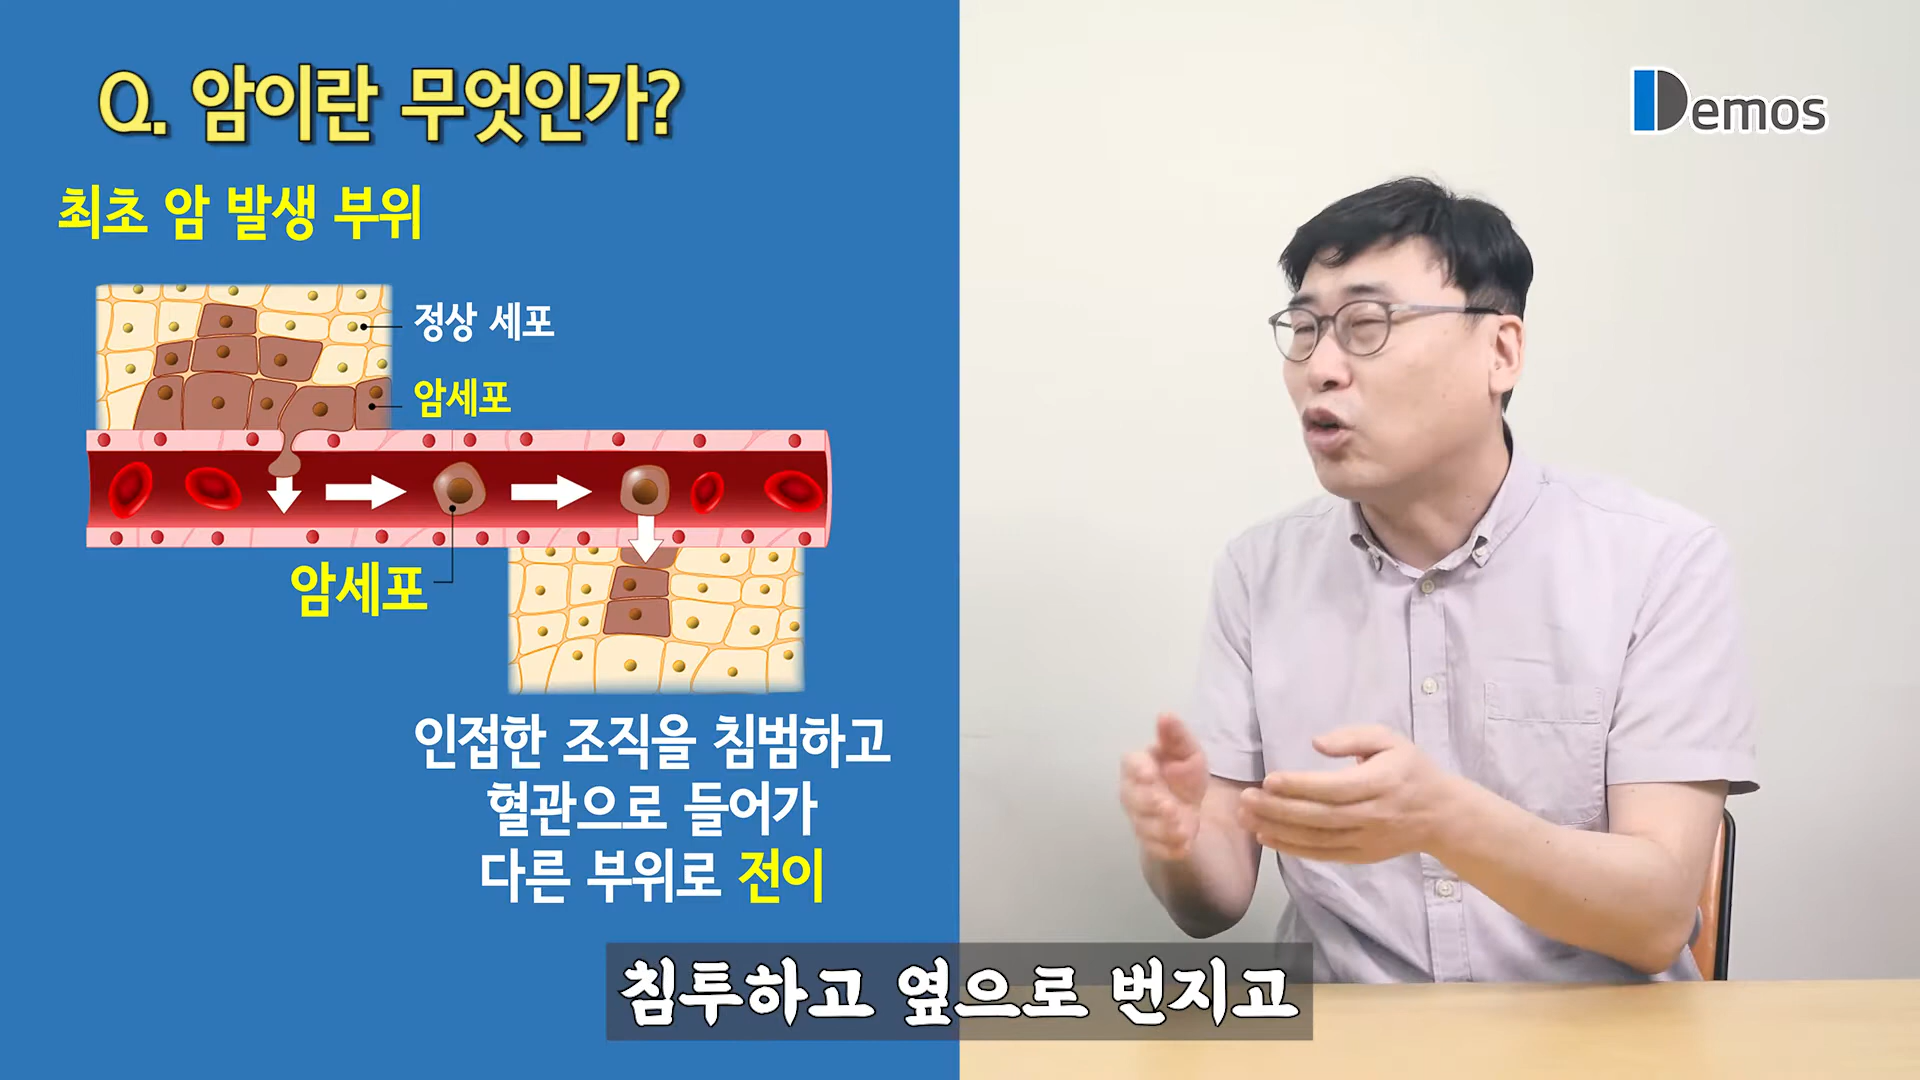 Q. 암이란 무엇인가?
Demos
최초 암 발생 부위
정상 세포
암세포
암세포
인접한 조직을 침범하고
혈관으로 들어가
다른 부위로 전이
침투하고 옆으로 번지고